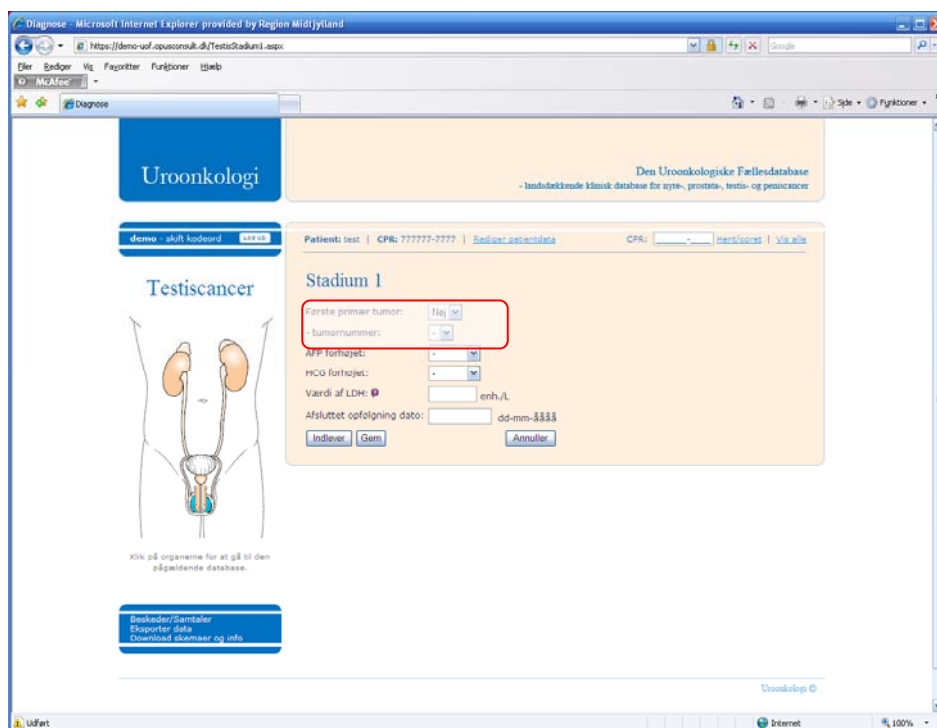 Diagnose - Microsoft Internet Explorer provided by Region Midtjylland
https://demo-uof.opusconsult.dk/TestisStadium1.aspx
Google
Filer Rediger Vis Favoritter Funktioner Hjælp
McAfee
Diagnose
Side Funktioner
Uroonkologi
Den Uroonkologiske Fællesdatabase
- landsdækkende klinisk database for nyre-, prostata-, testis- og peniscancer
demo - skift kodeord LOG UD
Patient: test | CPR: 777777-7777 | Rediger patientdata CPR: ______-____ Hent/opret | Vis alle
Testiscancer
Stadium 1
Første primær tumor: Nej
- tumornummer: -
AFP forhøjet: -
HCG forhøjet: -
Værdi af LDH: ? enh./L
Afsluttet opfølgning dato: dd-mm-åååå
Indlever Gem Annuller
Klik på organerne for at gå til den
pågældende database.
Beskeder/Samtaler
Eksporter data
Download skemaer og info
Uroonkologi ©
Udført Internet 100%